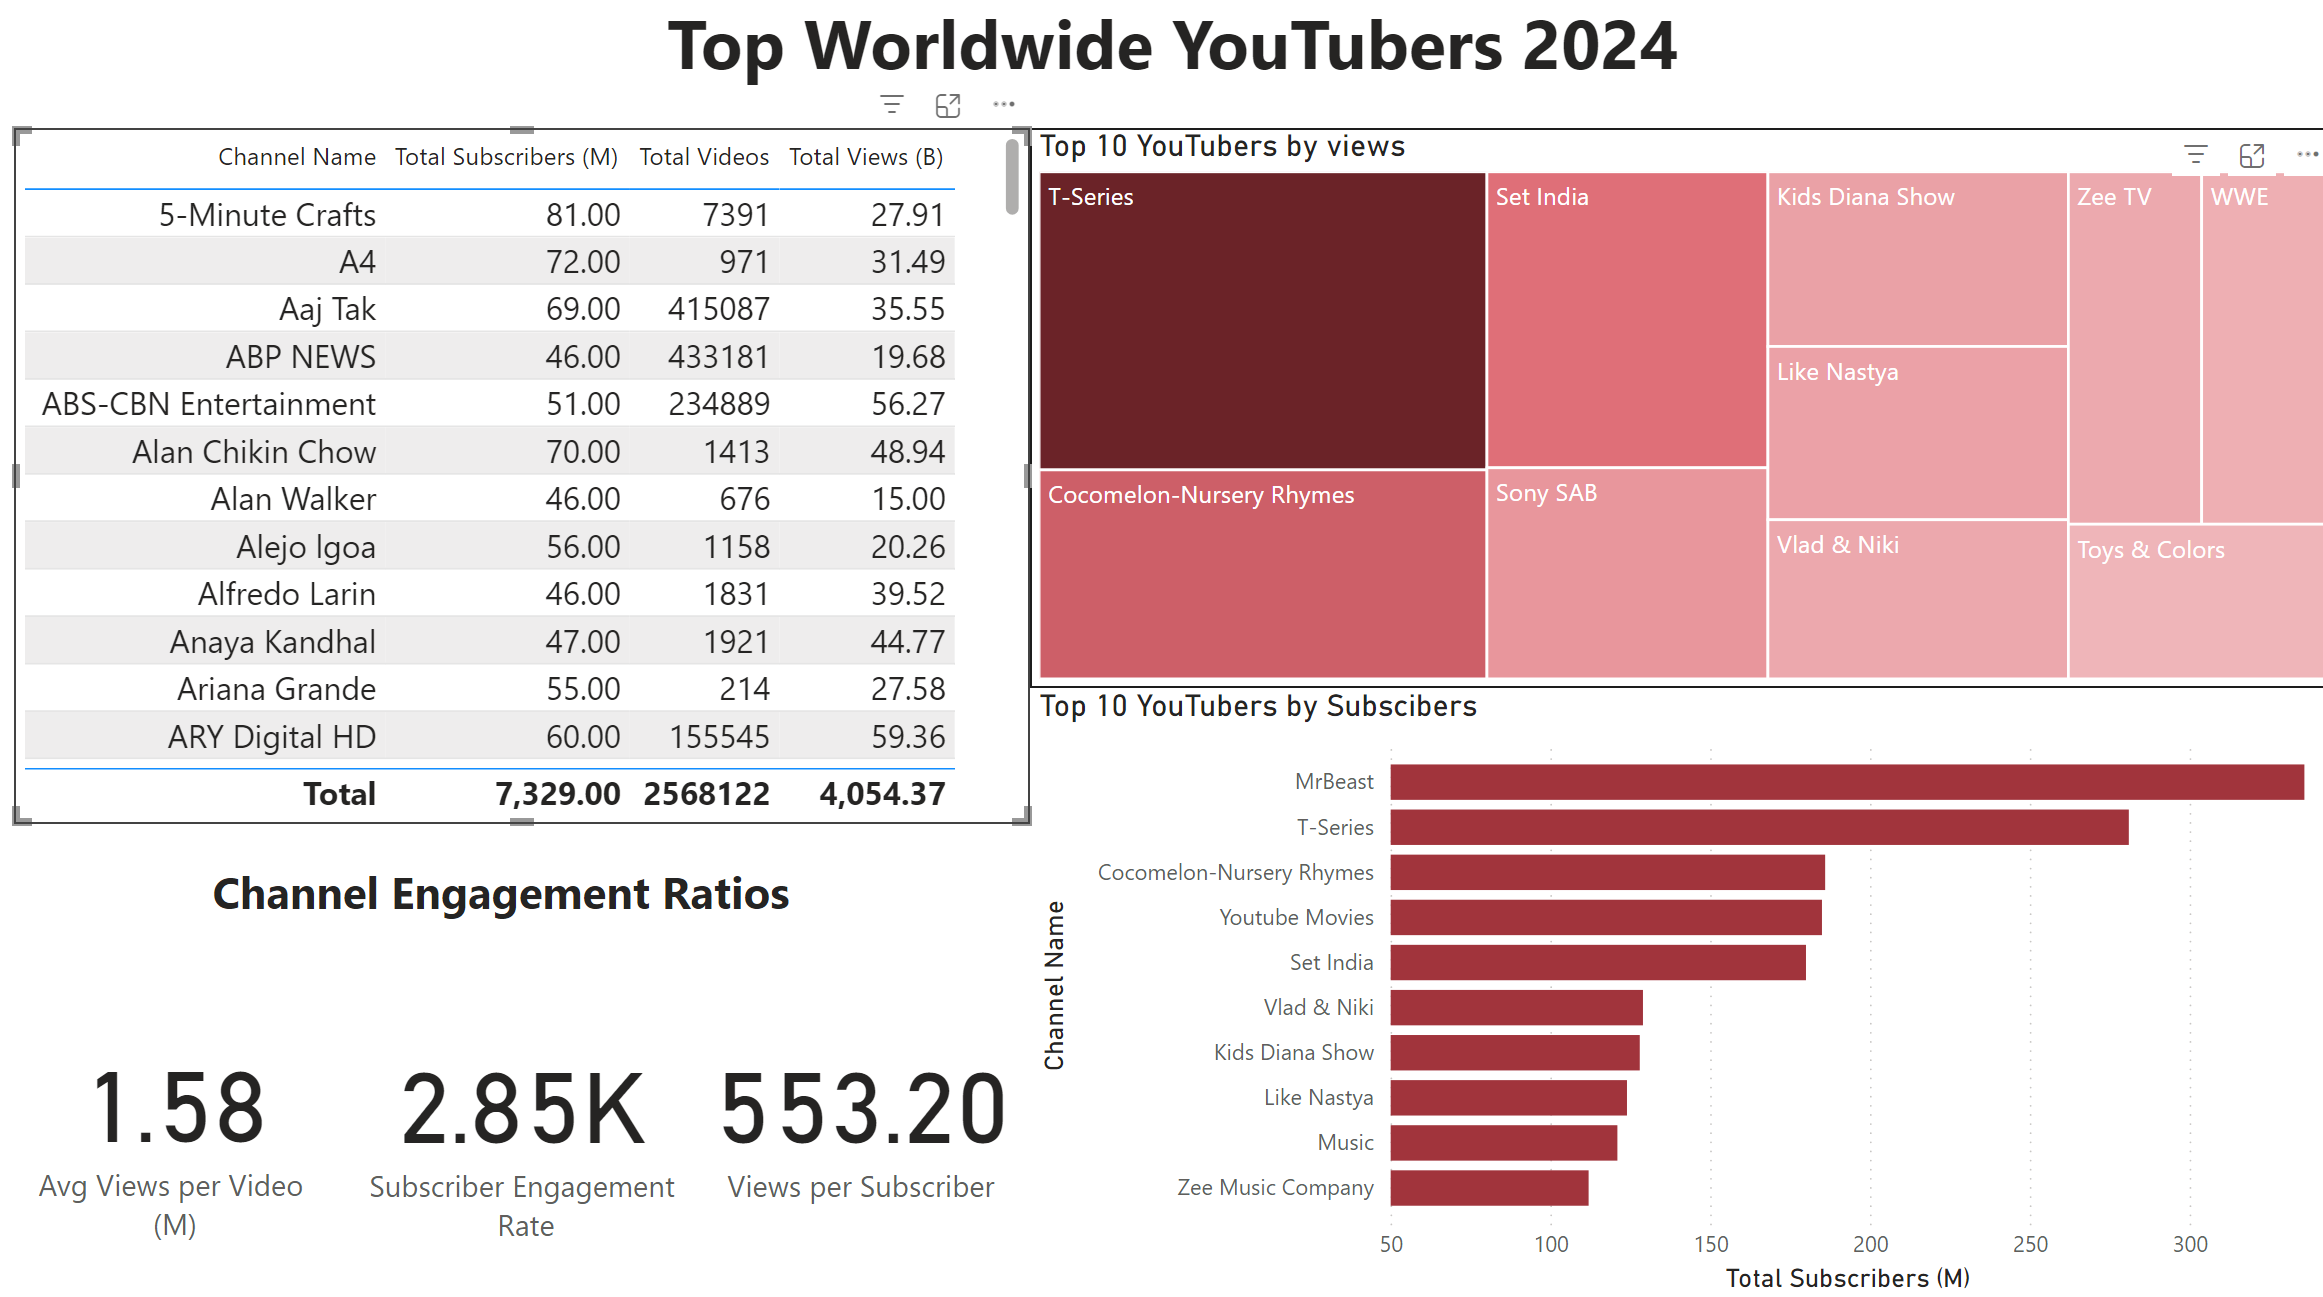 Top Worldwide YouTubers 2024
Channel Name Total Subscribers (M) Total Videos Total Views (B)
5-Minute Crafts 81.00 7391 27.91
A4 72.00 971 31.49
Aaj Tak 69.00 415087 35.55
ABP NEWS 46.00 433181 19.68
ABS-CBN Entertainment 51.00 234889 56.27
Alan Chikin Chow 70.00 1413 48.94
Alan Walker 46.00 676 15.00
Alejo Igoa 56.00 1158 20.26
Alfredo Larin 46.00 1831 39.52
Anaya Kandhal 47.00 1921 44.77
Ariana Grande 55.00 214 27.58
ARY Digital HD 60.00 155545 59.36
Total 7,329.00 2568122 4,054.37
Top 10 YouTubers by views
T-Series
Set India
Kids Diana Show
Zee TV
WWE
Like Nastya
Cocomelon-Nursery Rhymes
Sony SAB
Vlad & Niki
Toys & Colors
Channel Engagement Ratios
1.58
Avg Views per Video
(M)
2.85K
Subscriber Engagement
Rate
553.20
Views per Subscriber
Top 10 YouTubers by Subscibers
Channel Name
MrBeast
T-Series
Cocomelon-Nursery Rhymes
Youtube Movies
Set India
Vlad & Niki
Kids Diana Show
Like Nastya
Music
Zee Music Company
50 100 150 200 250 300
Total Subscribers (M)